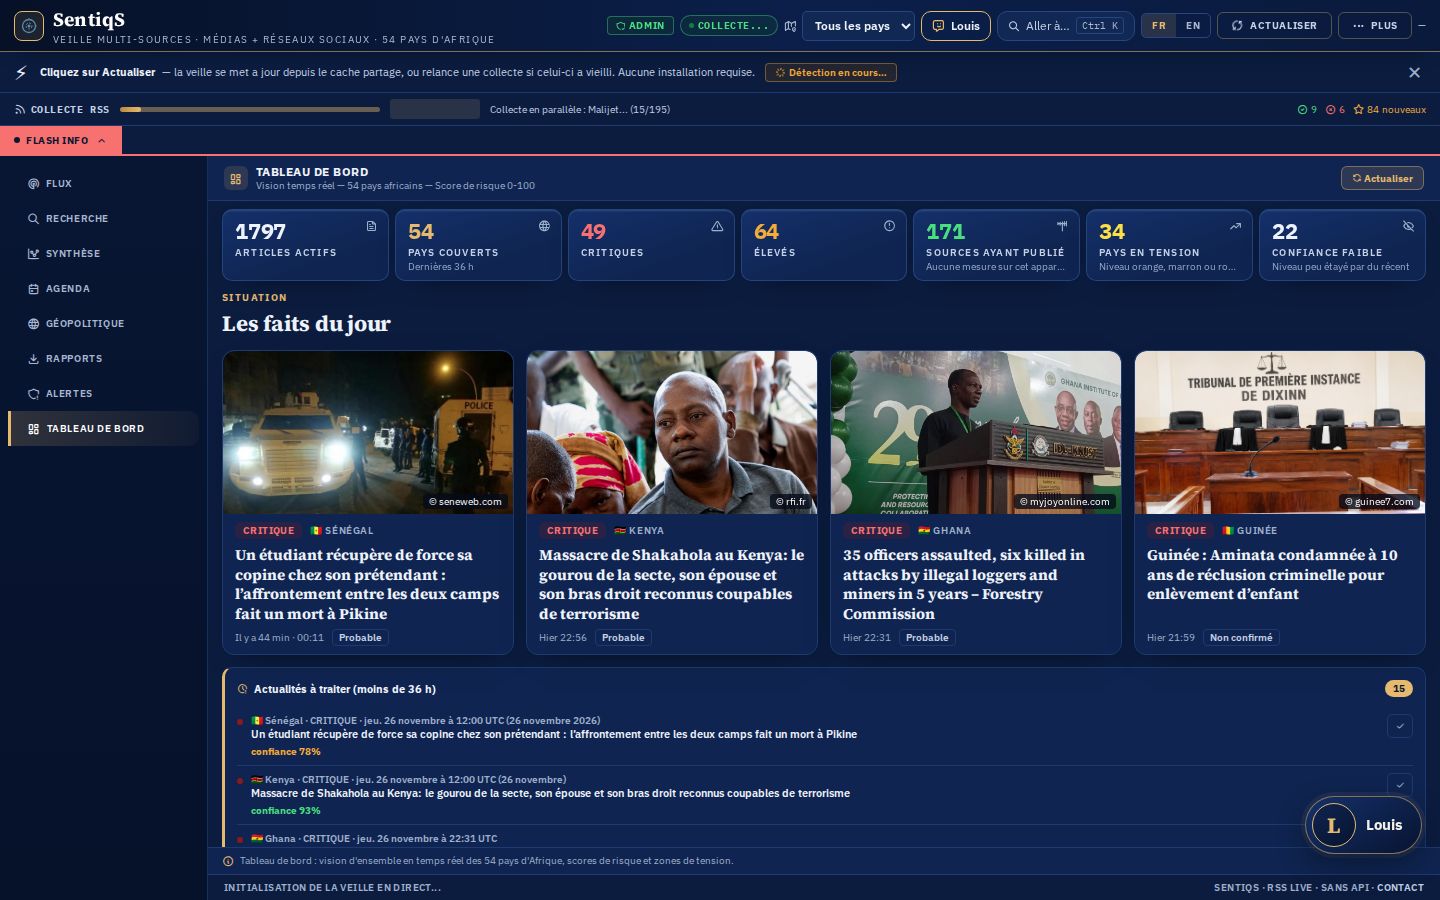 SentiqS
VEILLE MULTI-SOURCES · MÉDIAS + RÉSEAUX SOCIAUX · 54 PAYS D'AFRIQUE
ADMIN
COLLECTE...
Tous les pays
Louis
Aller à...
Ctrl K
FR
EN
ACTUALISER
PLUS
Cliquez sur Actualiser — la veille se met a jour depuis le cache partage, ou relance une collecte si celui-ci a vieilli. Aucune installation requise.
Détection en cours...
COLLECTE RSS
Collecte en parallèle : Malijet... (15/195)
9
6
84 nouveaux
FLASH INFO
FLUX
RECHERCHE
SYNTHÈSE
AGENDA
GÉOPOLITIQUE
RAPPORTS
ALERTES
TABLEAU DE BORD
TABLEAU DE BORD
Vision temps réel — 54 pays africains — Score de risque 0-100
Actualiser
1797
ARTICLES ACTIFS
54
PAYS COUVERTS
Dernières 36 h
49
CRITIQUES
64
ÉLEVÉS
171
SOURCES AYANT PUBLIÉ
Aucune mesure sur cet appar...
34
PAYS EN TENSION
Niveau orange, marron ou ro...
22
CONFIANCE FAIBLE
Niveau peu étayé par du récent
SITUATION
Les faits du jour
POLICE
© seneweb.com
CRITIQUE
SÉNÉGAL
Un étudiant récupère de force sa
copine chez son prétendant :
l'affrontement entre les deux camps
fait un mort à Pikine
Il y a 44 min · 00:11
Probable
© rfi.fr
CRITIQUE
KENYA
Massacre de Shakahola au Kenya: le
gourou de la secte, son épouse et
son bras droit reconnus coupables
de terrorisme
Hier 22:56
Probable
GHANA INSTITUTE OF
29
© myjoyonline.com
CRITIQUE
GHANA
35 officers assaulted, six killed in
attacks by illegal loggers and
miners in 5 years – Forestry
Commission
Hier 22:31
Probable
TRIBUNAL DE PREMIÈRE INSTANCE
DE DIXINN
© guinee7.com
CRITIQUE
GUINÉE
Guinée : Aminata condamnée à 10
ans de réclusion criminelle pour
enlèvement d'enfant
Hier 21:59
Non confirmé
Actualités à traiter (moins de 36 h)
15
Sénégal · CRITIQUE · jeu. 26 novembre à 12:00 UTC (26 novembre 2026)
Un étudiant récupère de force sa copine chez son prétendant : l'affrontement entre les deux camps fait un mort à Pikine
confiance 78%
Kenya · CRITIQUE · jeu. 26 novembre à 12:00 UTC (26 novembre)
Massacre de Shakahola au Kenya: le gourou de la secte, son épouse et son bras droit reconnus coupables de terrorisme
confiance 93%
Ghana · CRITIQUE · jeu. 26 novembre à 22:31 UTC
L
Louis
Tableau de bord : vision d'ensemble en temps réel des 54 pays d'Afrique, scores de risque et zones de tension.
INITIALISATION DE LA VEILLE EN DIRECT...
SENTIQS · RSS LIVE · SANS API · CONTACT